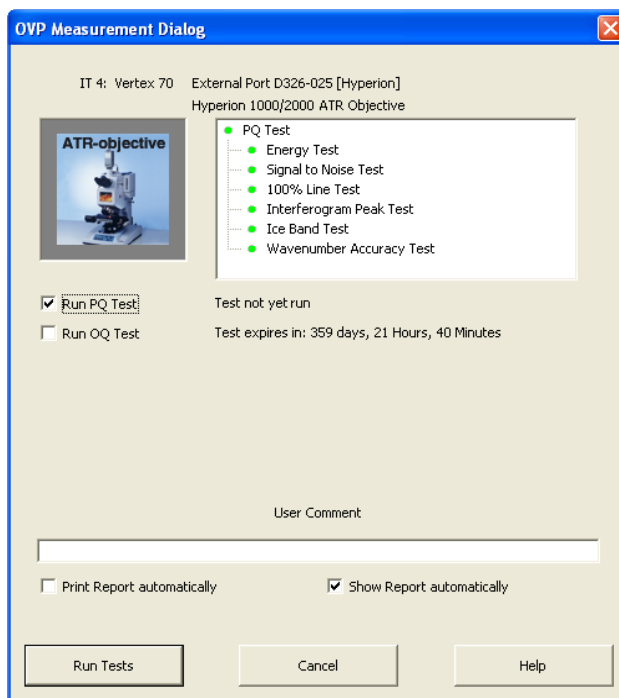 OVP Measurement Dialog
IT 4: Vertex 70 External Port D326-025 [Hyperion]
Hyperion 1000/2000 ATR Objective
ATR-objective
PQ Test
Energy Test
Signal to Noise Test
100% Line Test
Interferogram Peak Test
Ice Band Test
Wavenumber Accuracy Test
Run PQ Test Test not yet run
Run OQ Test Test expires in: 359 days, 21 Hours, 40 Minutes
User Comment
Print Report automatically Show Report automatically
Run Tests Cancel Help